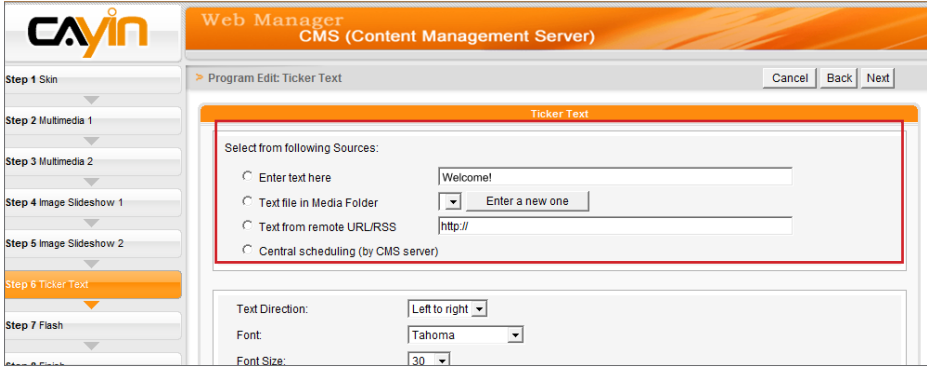 CAYIN
Web Manager
CMS (Content Management Server)
Step 1 Skin
Step 2 Multimedia 1
Step 3 Multimedia 2
Step 4 Image Slideshow 1
Step 5 Image Slideshow 2
Step 6 Ticker Text
Step 7 Flash
Step 8 Finish
> Program Edit: Ticker Text
Cancel Back Next
Ticker Text
Select from following Sources:
Enter text here Welcome!
Text file in Media Folder Enter a new one
Text from remote URL/RSS http://
Central scheduling (by CMS server)
Text Direction: Left to right
Font: Tahoma
Font Size: 30